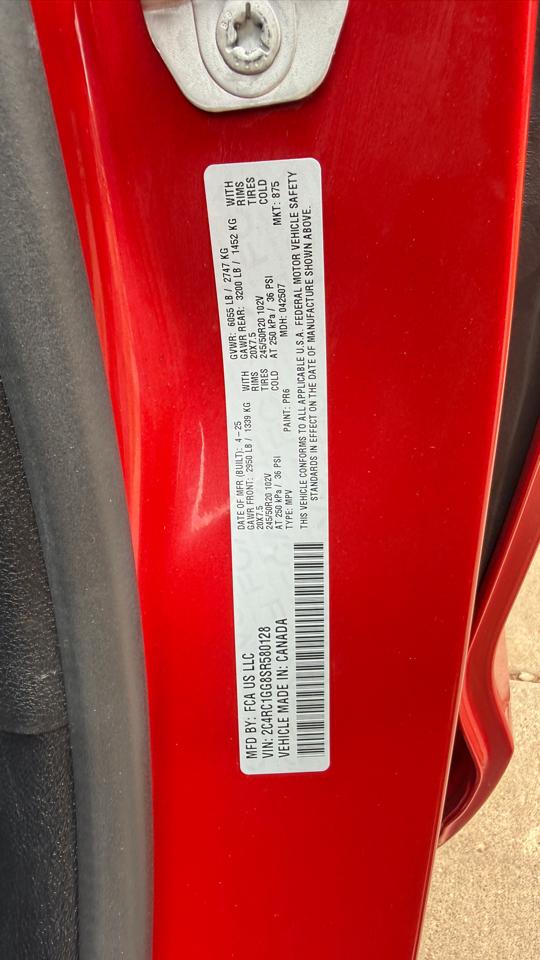 MFD BY: FCA US LLC
DATE OF MFR (BUILT): 4-25
GVWR: 6055 LB / 2747 KG
GAWR FRONT: 2950 LB / 1339 KG WITH
GAWR REAR: 3200 LB / 1452 KG WITH
20X7.5 RIMS
20X7.5 RIMS
245/50R20 102V TIRES
245/50R20 102V TIRES
AT 250 kPa / 36 PSI COLD
AT 250 kPa / 36 PSI COLD
VIN: 2C4RC1GG8SR580128
TYPE: MPV
PAINT: PR6
MDH: 042507
MKT: 875
VEHICLE MADE IN: CANADA
THIS VEHICLE CONFORMS TO ALL APPLICABLE U.S.A. FEDERAL MOTOR VEHICLE SAFETY
STANDARDS IN EFFECT ON THE DATE OF MANUFACTURE SHOWN ABOVE.